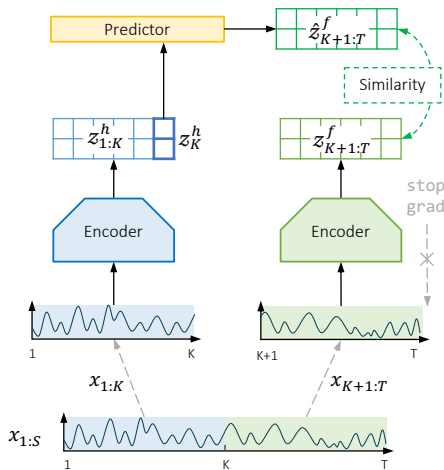 Predictor
ẑ^f_{K+1:T}
Similarity
z^h_{1:K}
z^h_K
z^f_{K+1:T}
stop
grad
Encoder
Encoder
1 K
K+1 T
x_{1:K}
x_{K+1:T}
x_{1:S}
1 K T